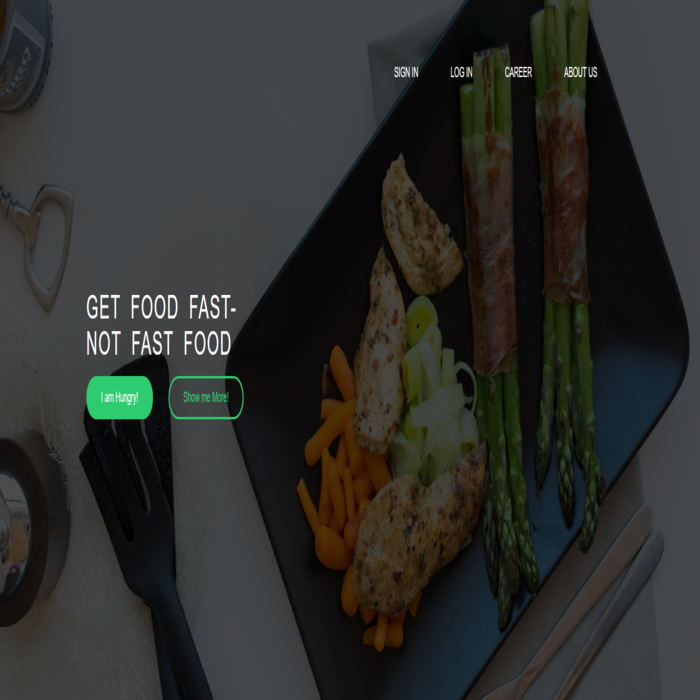 SIGN IN LOG IN CAREER ABOUT US
GET FOOD FAST-
NOT FAST FOOD
I am Hungry! Show me More!